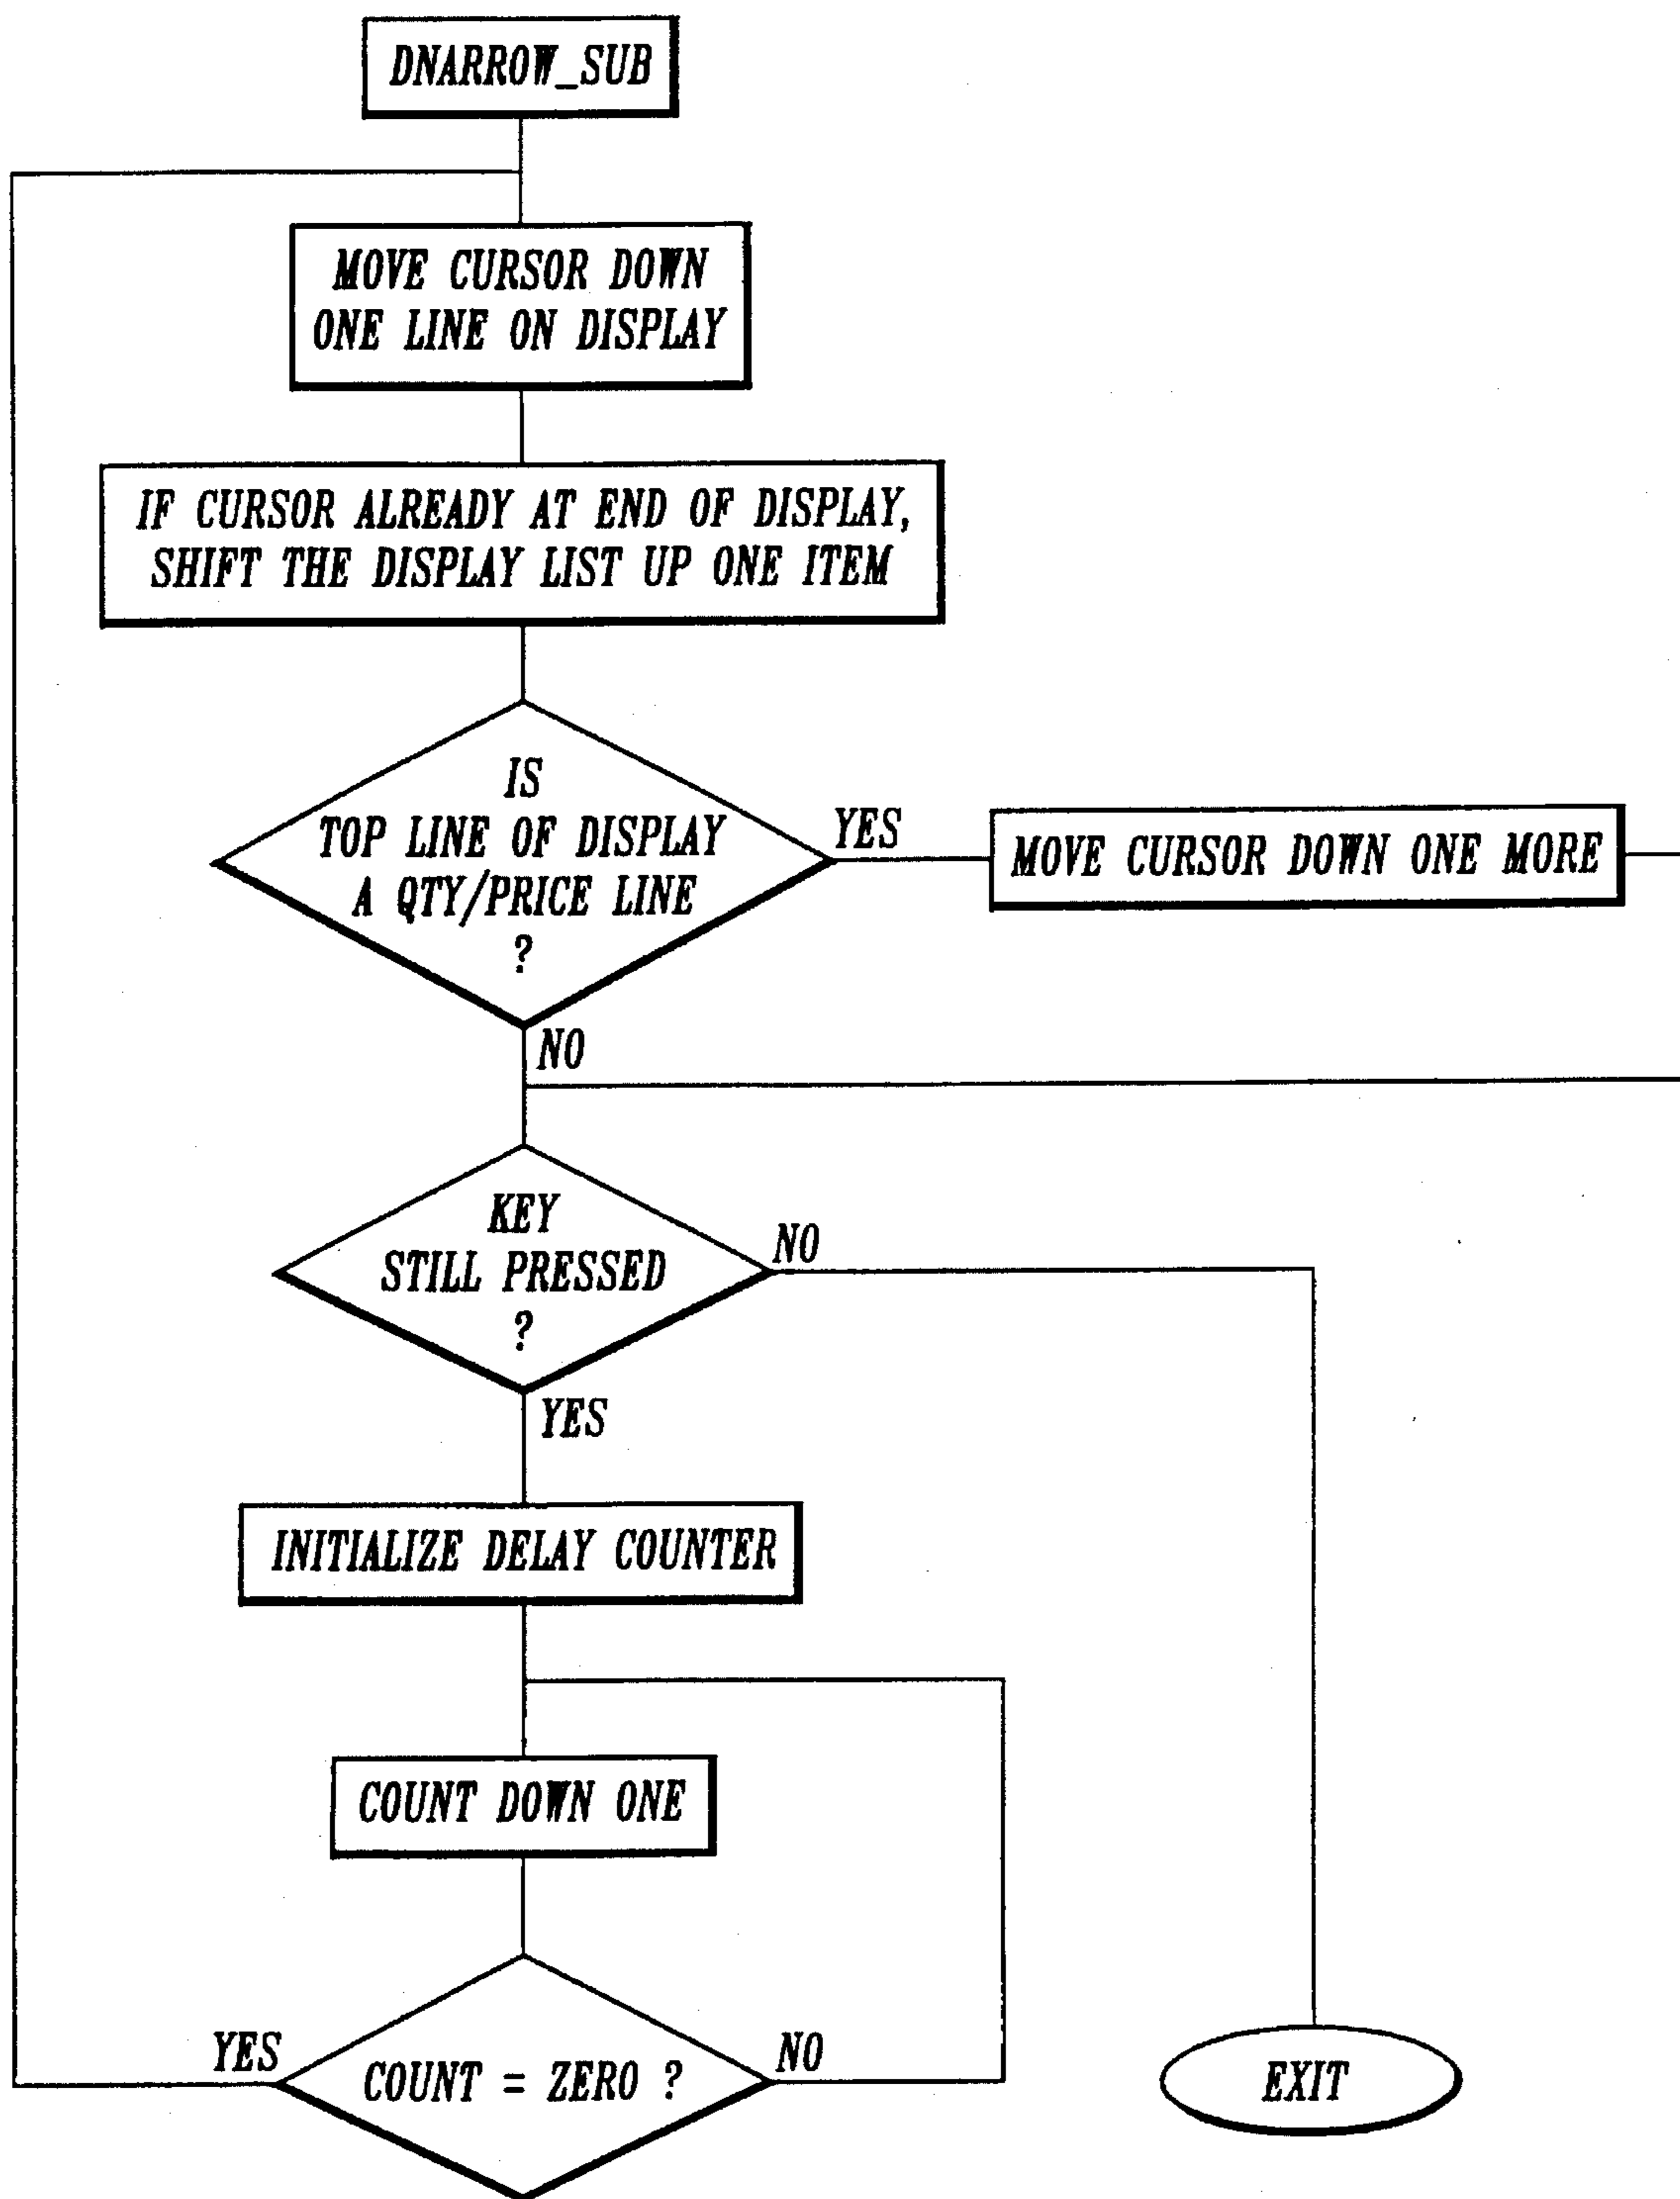 DNARROW_SUB
MOVE CURSOR DOWN
ONE LINE ON DISPLAY
IF CURSOR ALREADY AT END OF DISPLAY,
SHIFT THE DISPLAY LIST UP ONE ITEM
IS
TOP LINE OF DISPLAY
A QTY/PRICE LINE
?
YES
MOVE CURSOR DOWN ONE MORE
NO
KEY
STILL PRESSED
?
NO
YES
INITIALIZE DELAY COUNTER
COUNT DOWN ONE
YES
COUNT = ZERO ?
NO
EXIT